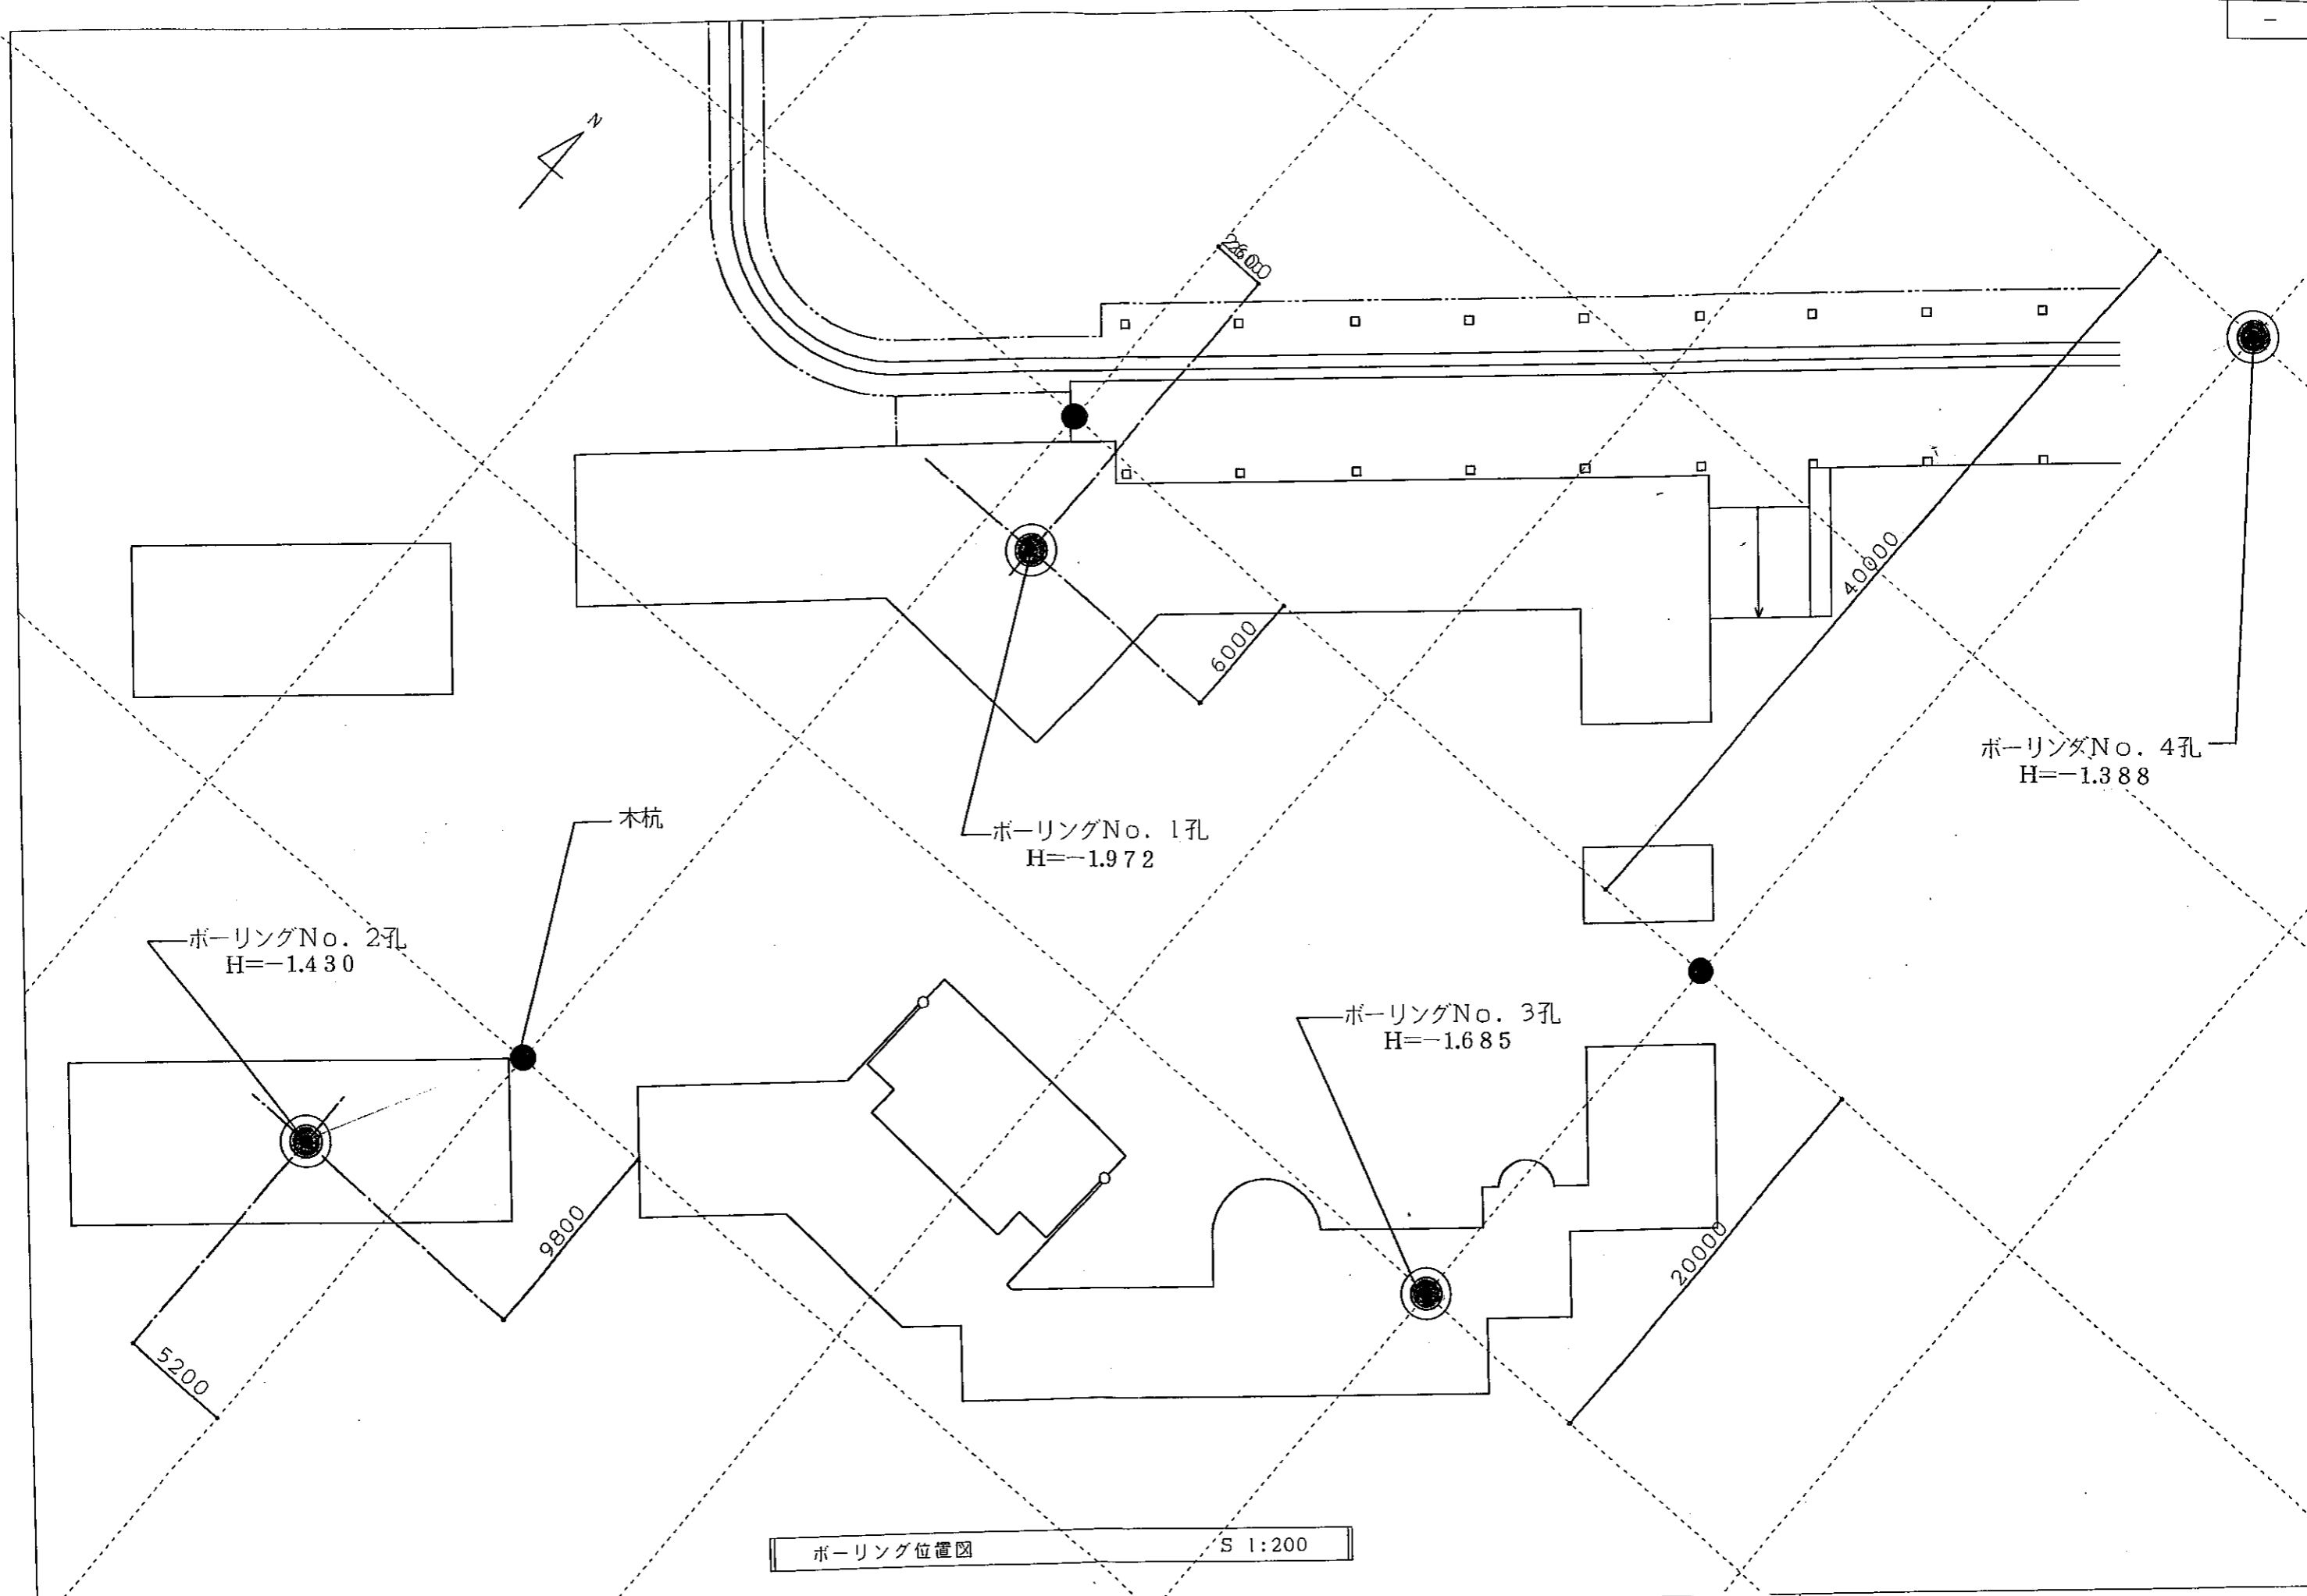 N
6000
40000
ボーリングNo. 4孔
H=-1.388
木杭
ボーリングNo. 1孔
H=-1.972
ボーリングNo. 2孔
H=-1.430
ボーリングNo. 3孔
H=-1.685
9800
20000
5200
ボーリング位置図 S 1:200